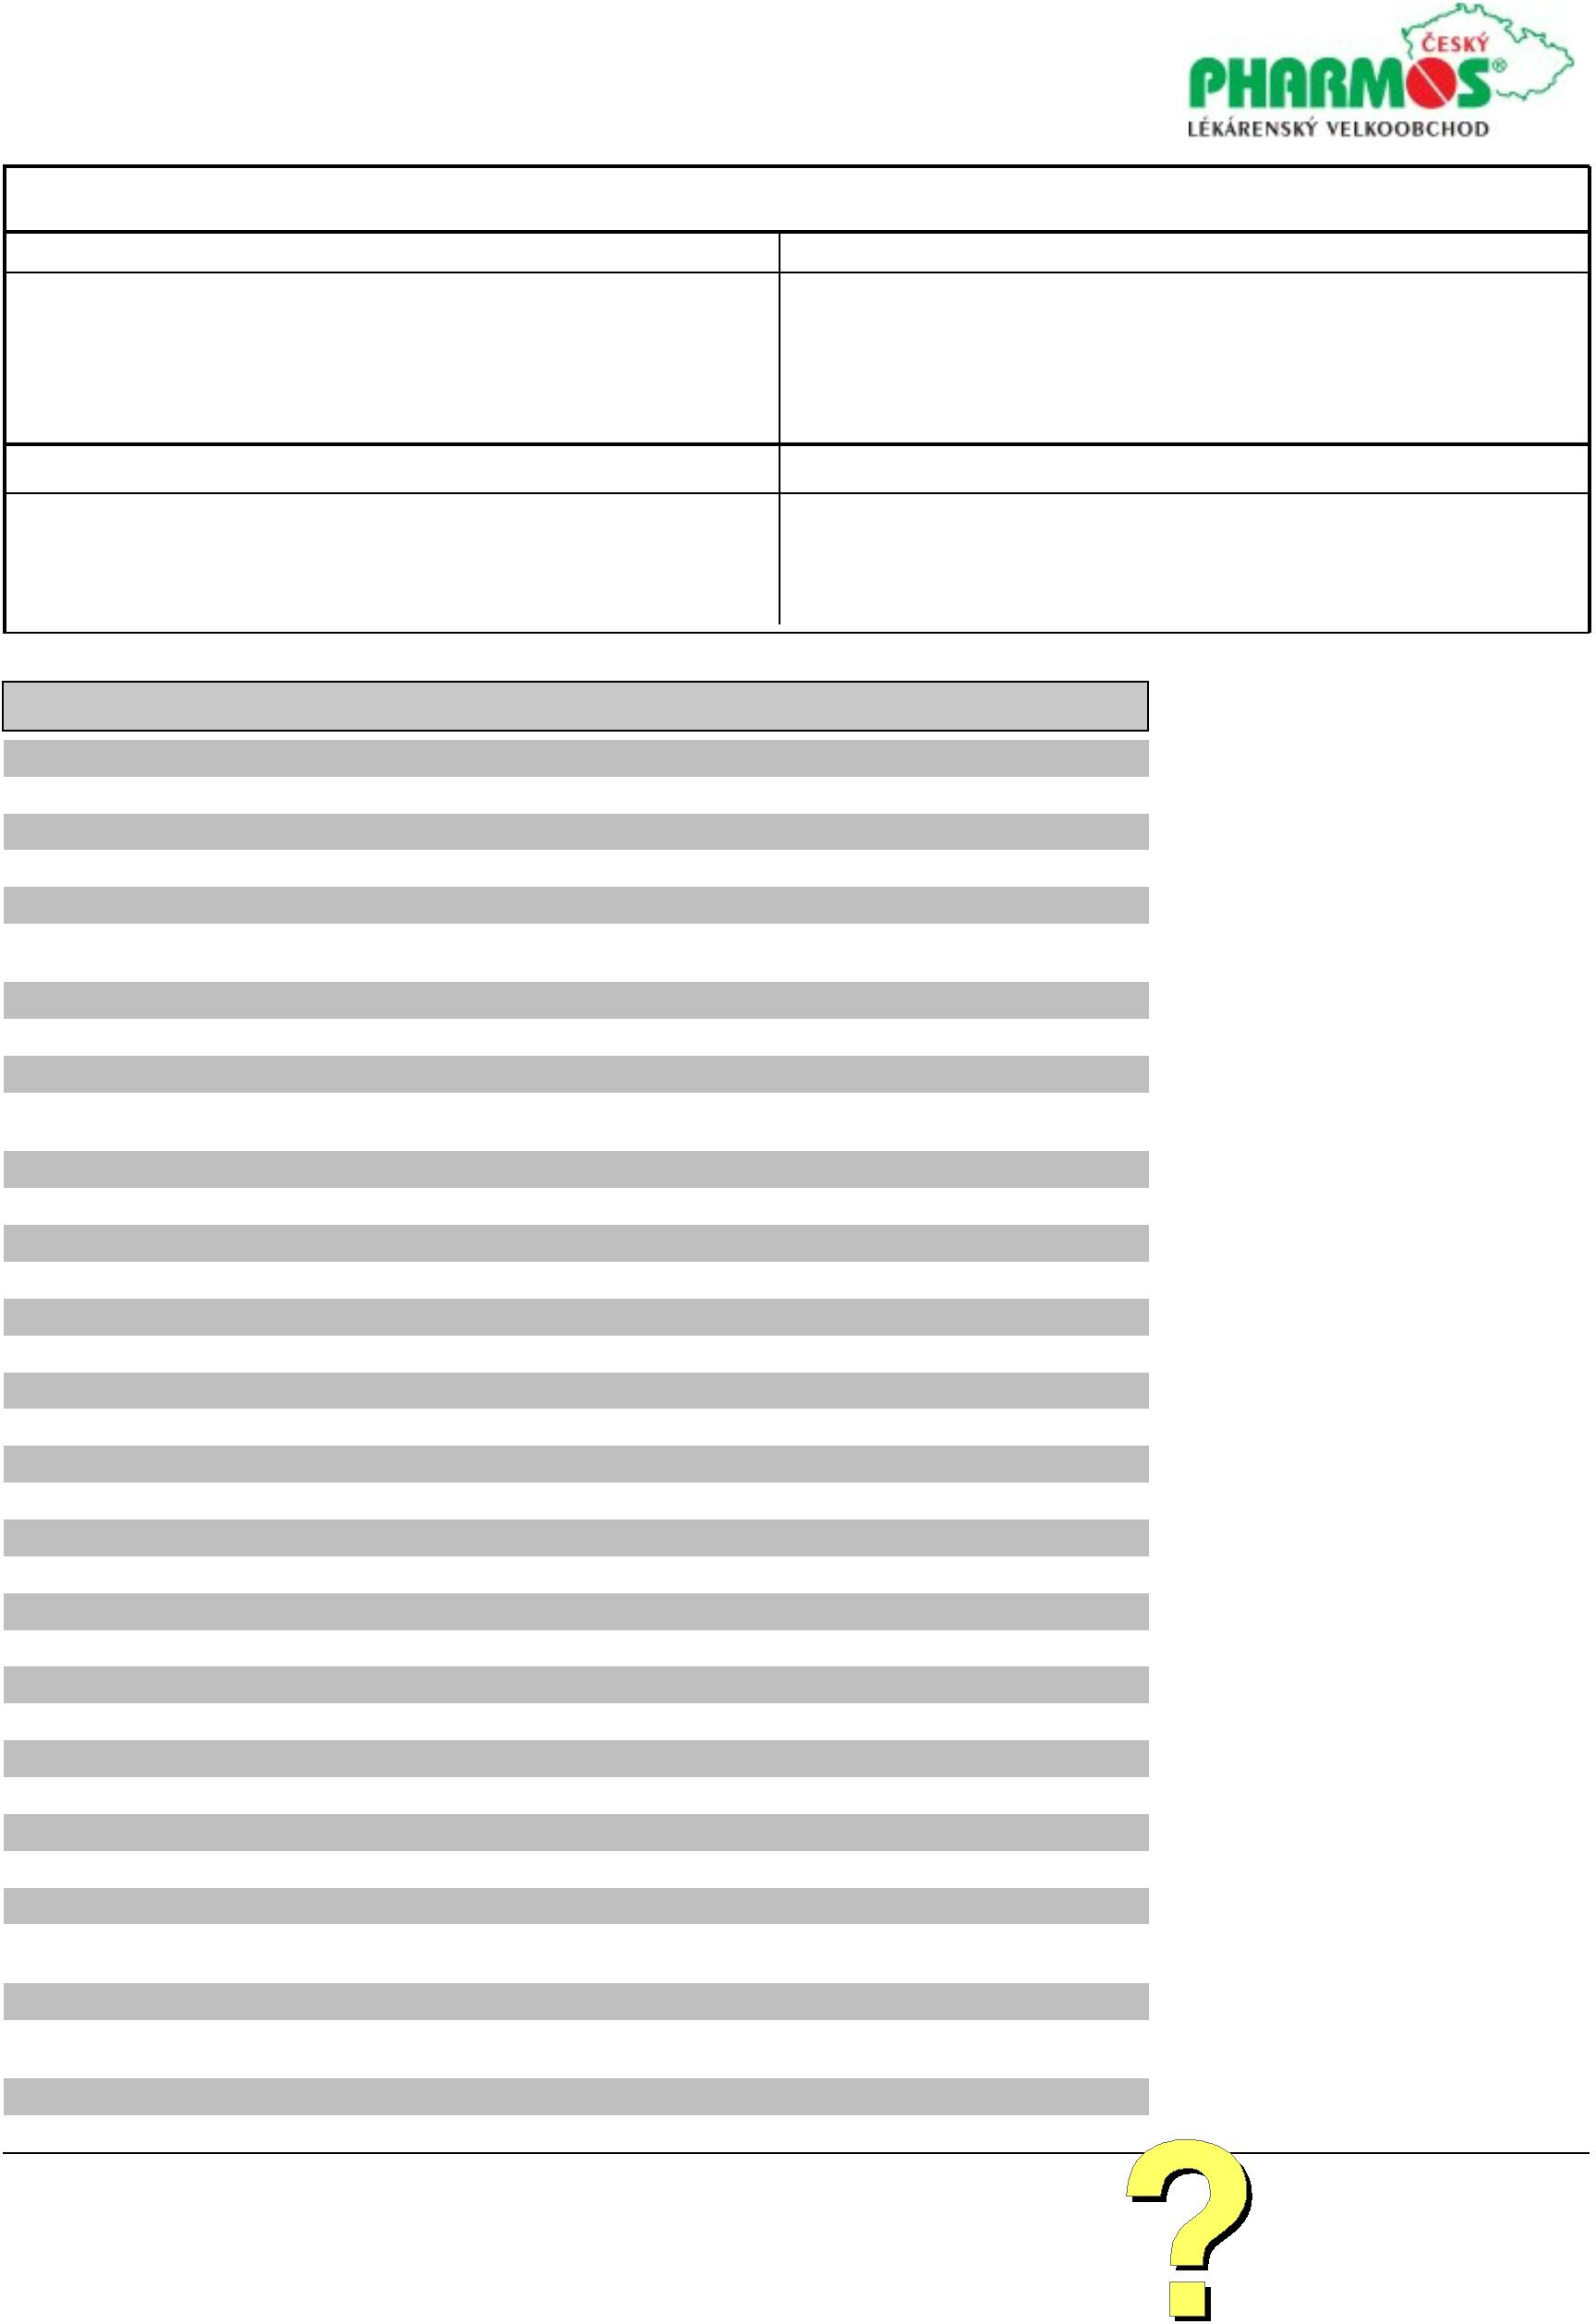 ČESKÝ
PHARMOS®
LÉKÁRENSKÝ VELKOOBCHOD
?